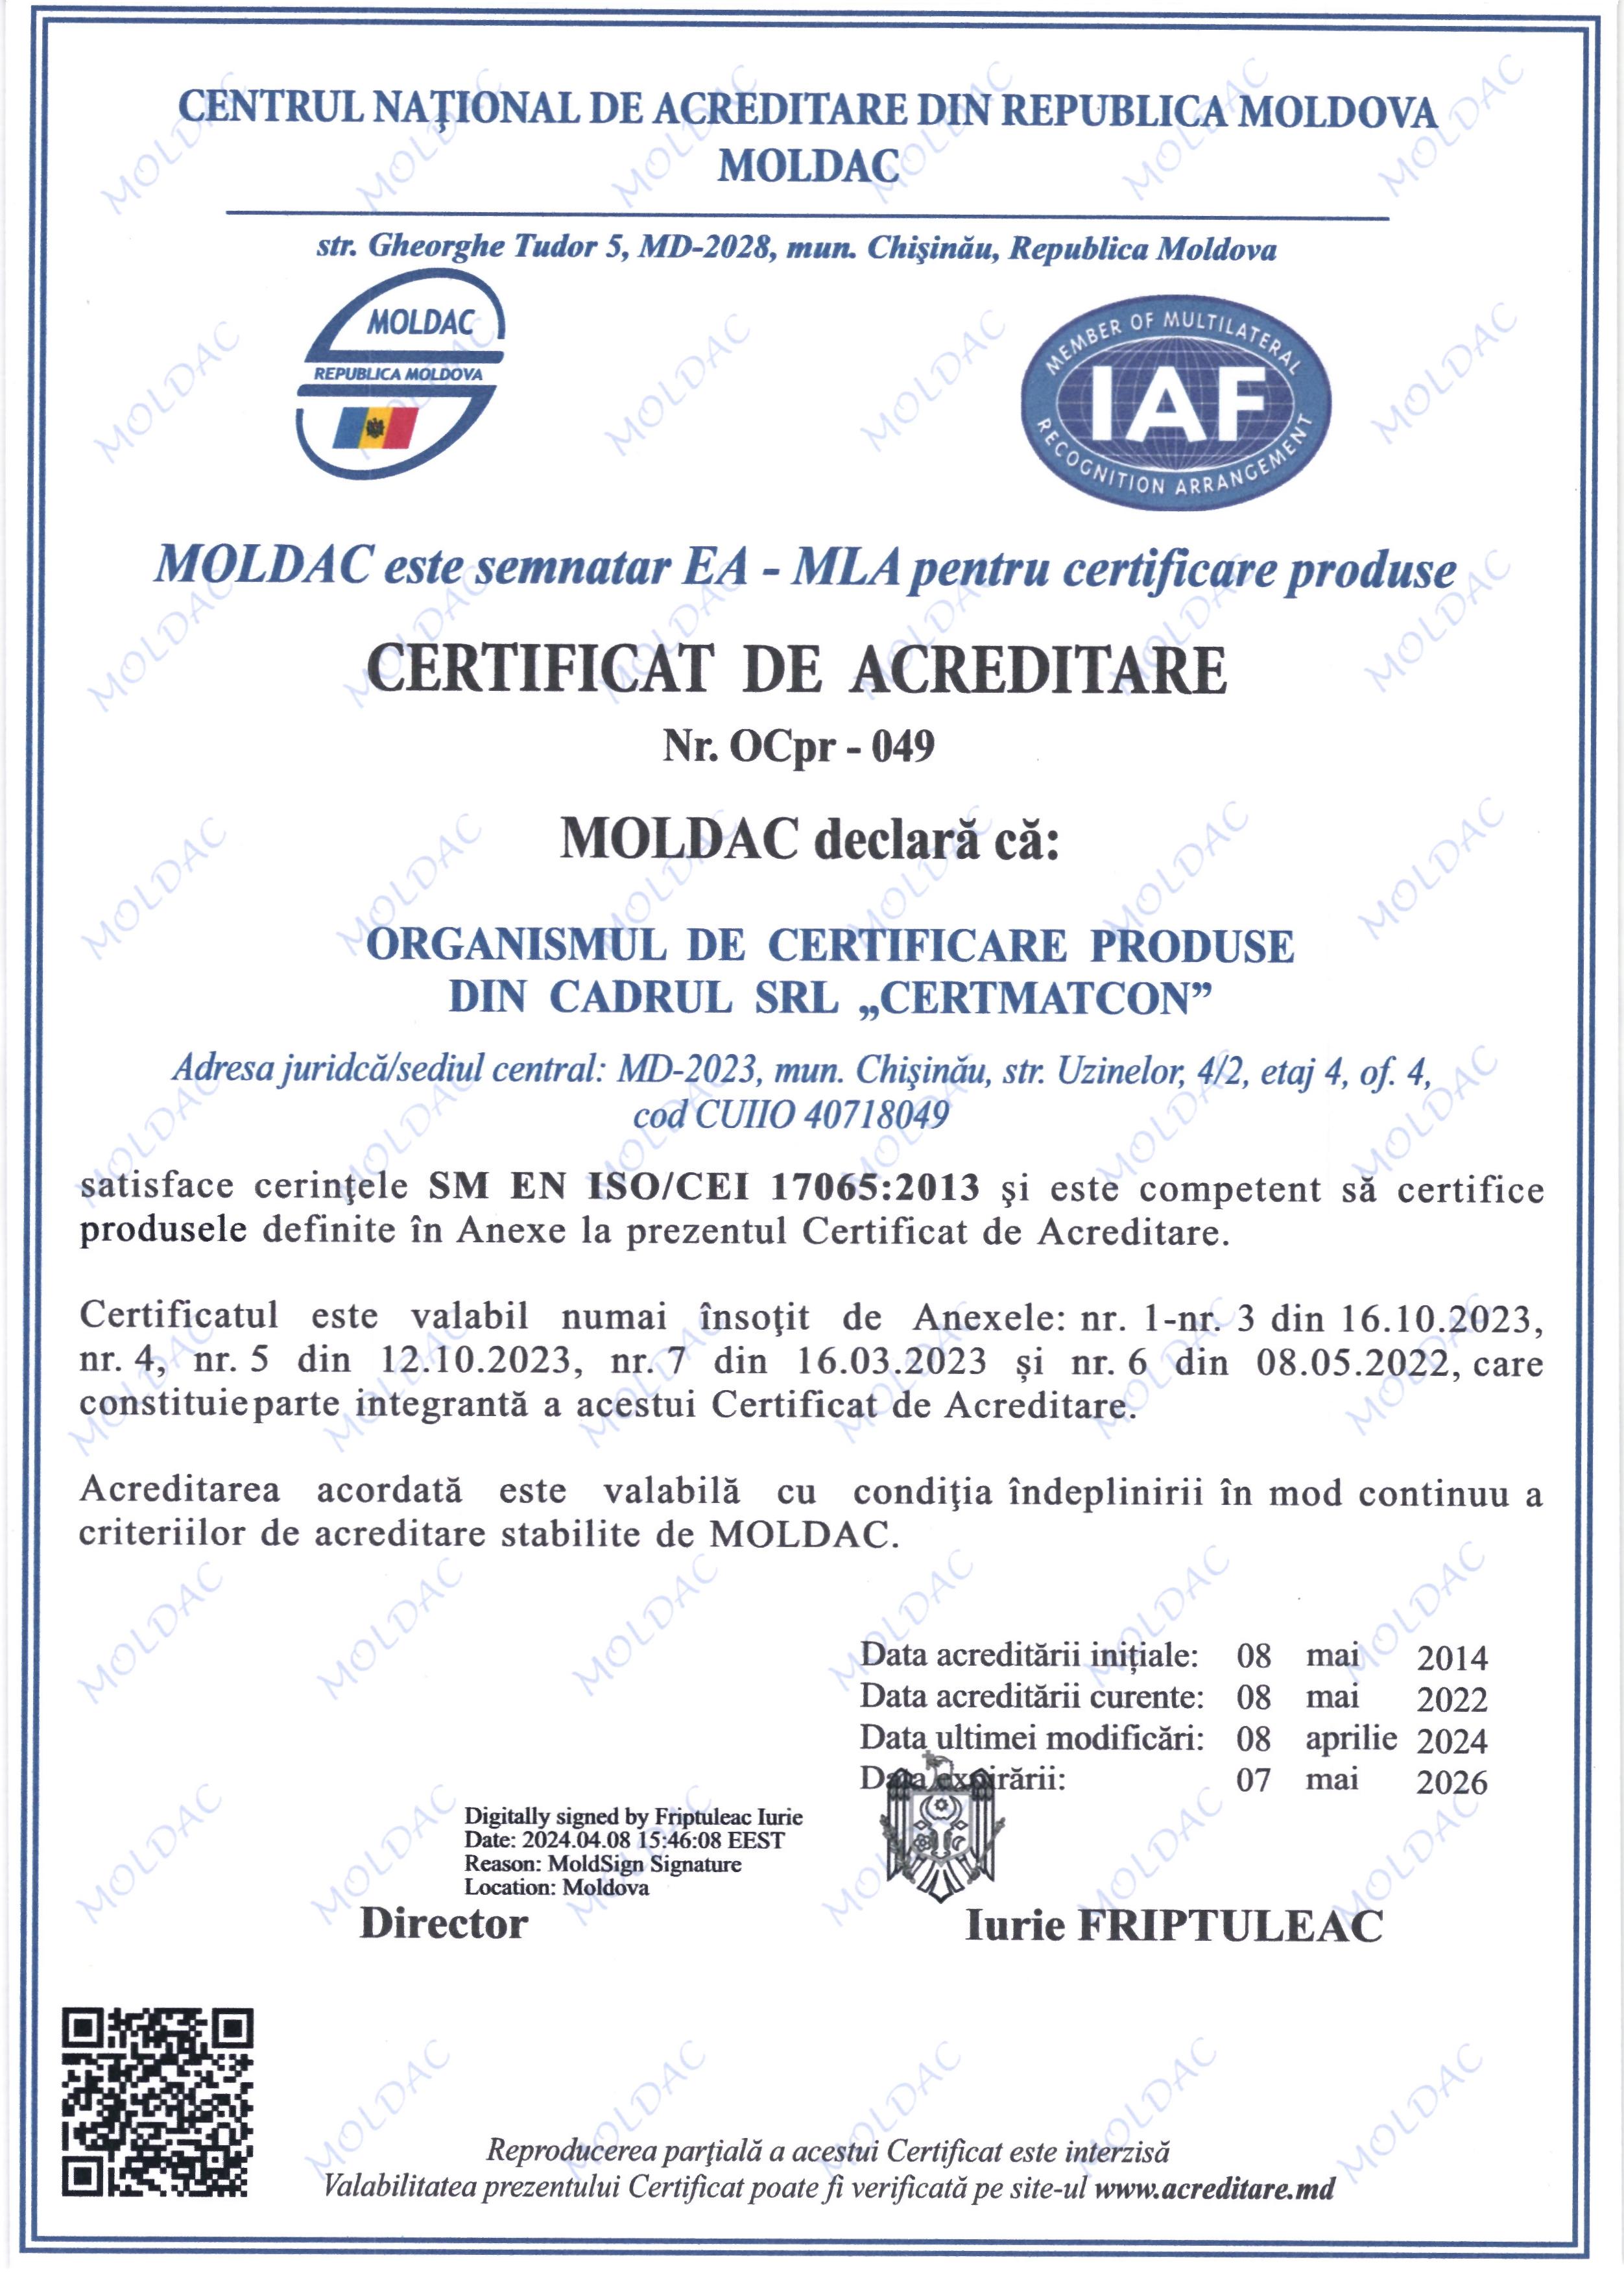 CENTRUL NAŢIONAL DE ACREDITARE DIN REPUBLICA MOLDOVA
MOLDAC
str. Gheorghe Tudor 5, MD-2028, mun. Chişinău, Republica Moldova
MOLDAC
REPUBLICA MOLDOVA
MEMBER OF MULTILATERAL
IAF
RECOGNITION ARRANGEMENT
MOLDAC este semnatar EA - MLA pentru certificare produse
CERTIFICAT DE ACREDITARE
Nr. OCpr - 049
MOLDAC declară că:
ORGANISMUL DE CERTIFICARE PRODUSE
DIN CADRUL SRL „CERTMATCON”
Adresa juridcă/sediul central: MD-2023, mun. Chişinău, str. Uzinelor, 4/2, etaj 4, of. 4,
cod CUIIO 40718049
satisface cerinţele SM EN ISO/CEI 17065:2013 şi este competent să certifice
produsele definite în Anexe la prezentul Certificat de Acreditare.
Certificatul este valabil numai însoţit de Anexele: nr. 1-nr. 3 din 16.10.2023,
nr. 4, nr. 5 din 12.10.2023, nr. 7 din 16.03.2023 și nr. 6 din 08.05.2022, care
constituie parte integrantă a acestui Certificat de Acreditare.
Acreditarea acordată este valabilă cu condiţia îndeplinirii în mod continuu a
criteriilor de acreditare stabilite de MOLDAC.
Data acreditării inițiale: 08 mai 2014
Data acreditării curente: 08 mai 2022
Data ultimei modificări: 08 aprilie 2024
Data expirării: 07 mai 2026
Digitally signed by Friptuleac Iurie
Date: 2024.04.08 15:46:08 EEST
Reason: MoldSign Signature
Location: Moldova
Director Iurie FRIPTULEAC
Reproducerea parţială a acestui Certificat este interzisă
Valabilitatea prezentului Certificat poate fi verificată pe site-ul www.acreditare.md